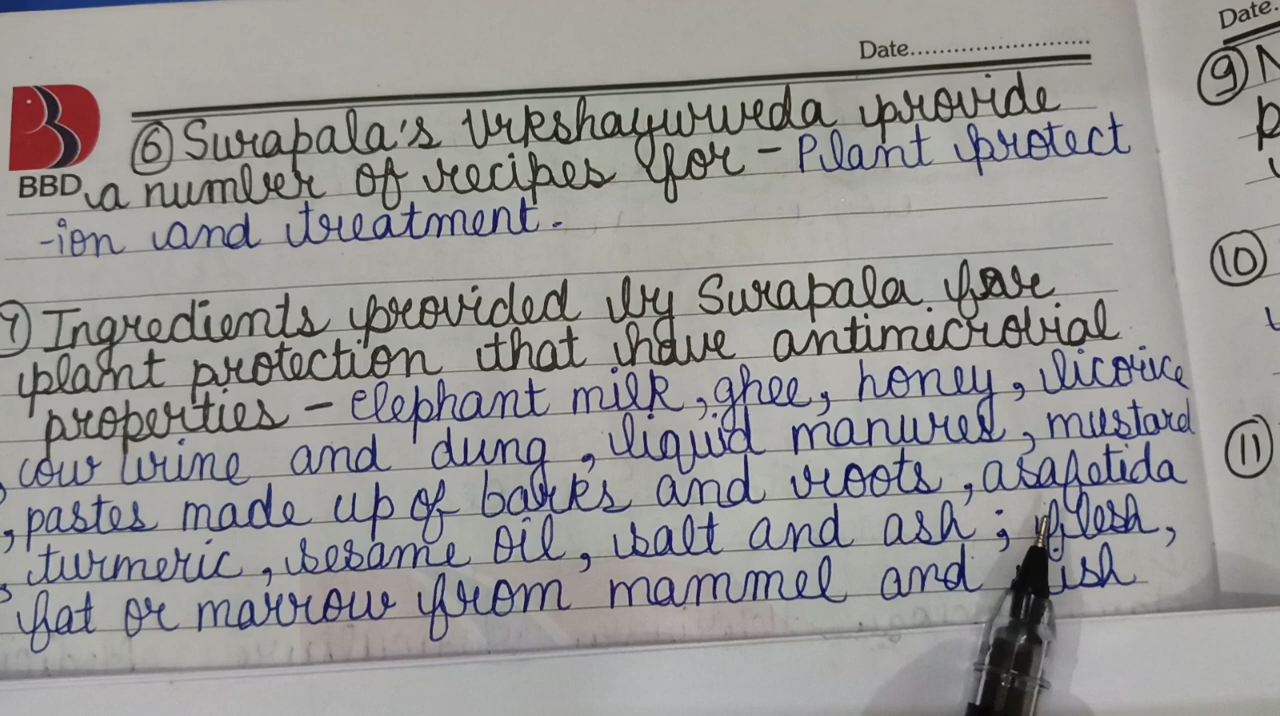 Date..........................
BBD
⑥ Surapala's Vrkshayurveda provide
a number of recipes for - Plant protect
-ion and treatment.
7) Ingredients provided by Surapala for
plant protection that have antimicrobial
properties - elephant milk, ghee, honey, licorice
, cow urine and dung, liquid manures, mustard
, pastes made up of barks and roots, asafetida
, turmeric, sesame oil, salt and ash; flesh,
fat or marrow from mammel and fish
Date.
⑨
⑩
⑪